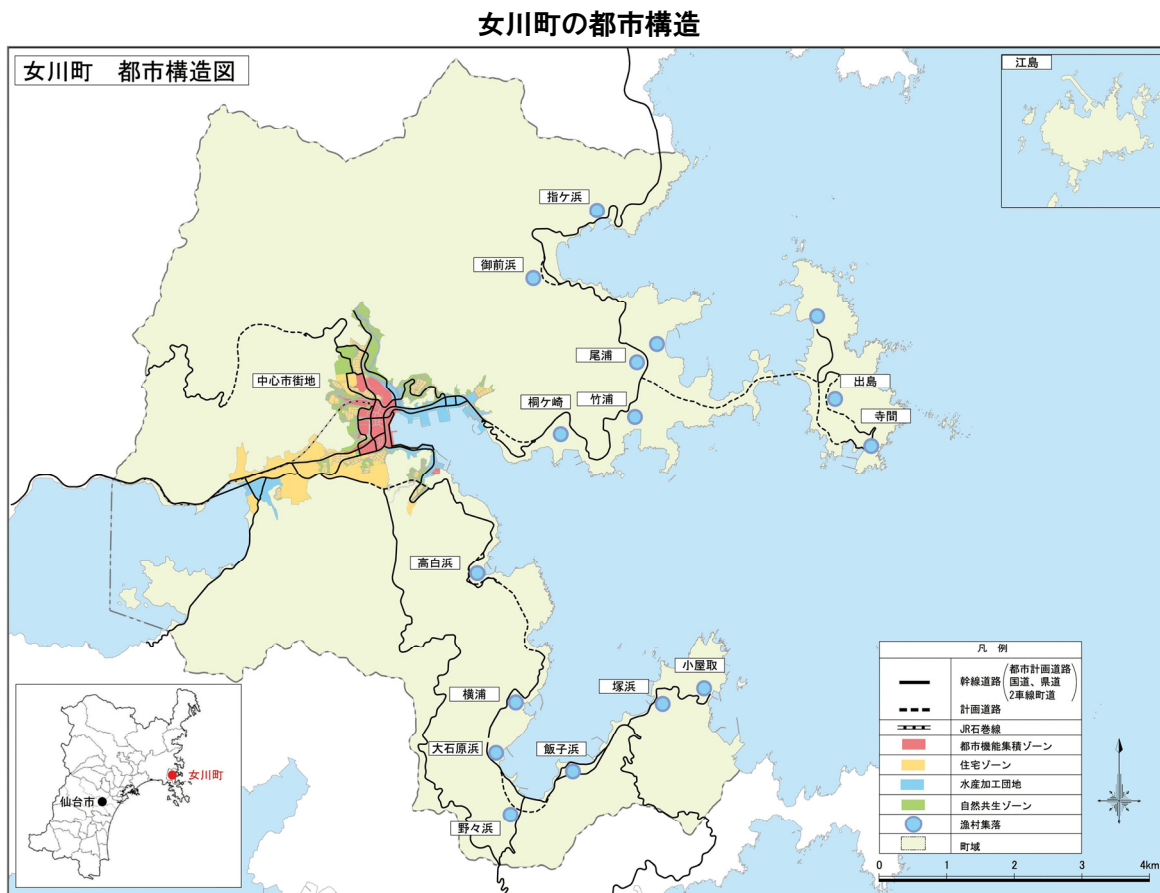 女川町の都市構造
女川町　都市構造図
江島
指ケ浜
御前浜
尾浦
中心市街地
桐ケ崎
竹浦
出島
寺間
高白浜
小屋取
塚浜
横浦
大石原浜
飯子浜
野々浜
女川町
仙台市
凡　例
幹線道路
都市計画道路
国道、県道
2車線町道
計画道路
JR石巻線
都市機能集積ゾーン
住宅ゾーン
水産加工団地
自然共生ゾーン
漁村集落
町域
0 1 2 3 4km